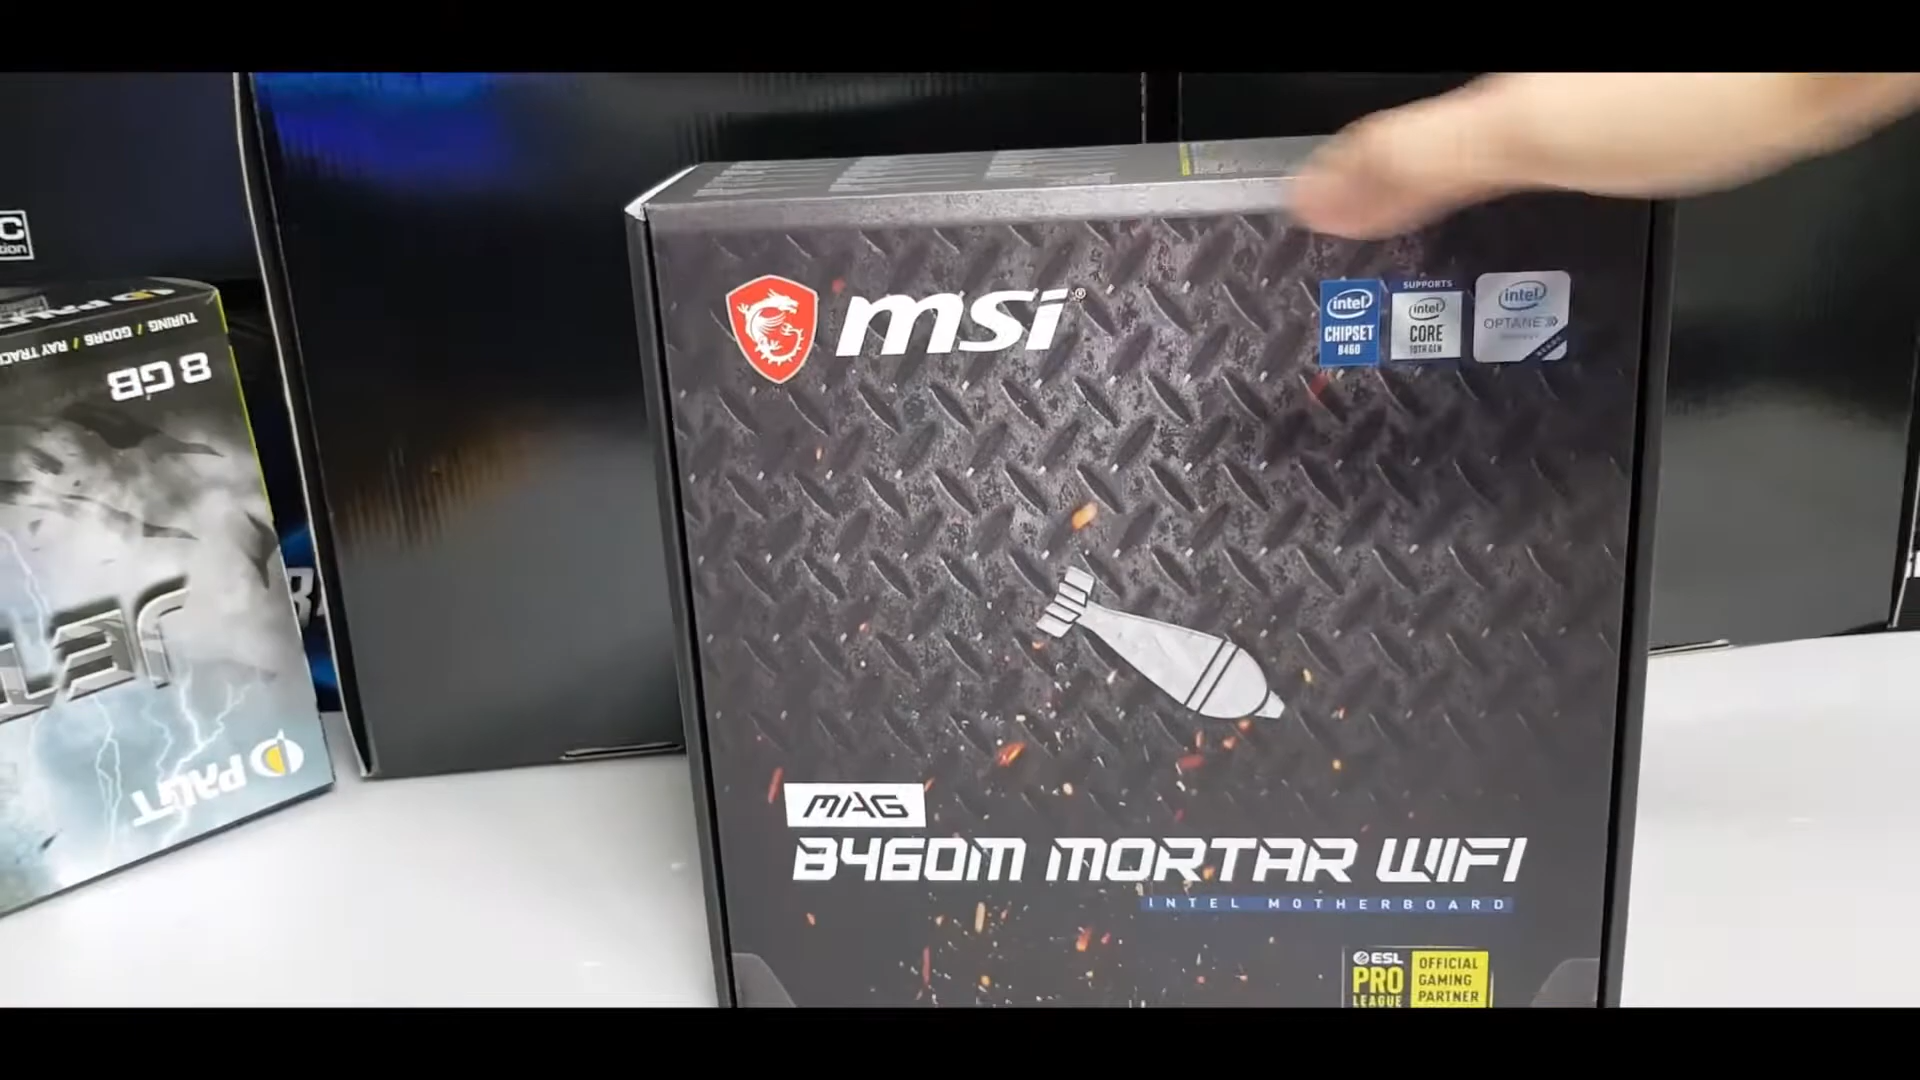 msi®
intel
CHIPSET
B460
SUPPORTS
intel
CORE
10TH GEN
intel
OPTANE
MAG
B460M MORTAR WIFI
INTEL MOTHERBOARD
ESL
PRO
LEAGUE
OFFICIAL
GAMING
PARTNER
TURING / GDDR6 / RAY TRAC
8 GB
JET
PALIT
C